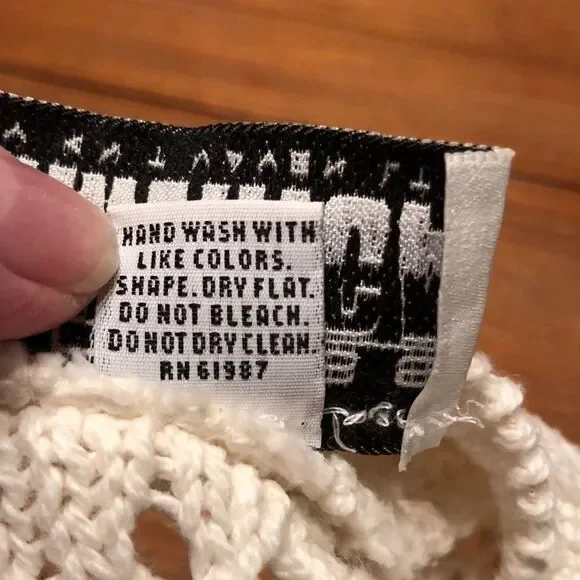 HAND WASH WITH
LIKE COLORS.
SHAPE. DRY FLAT.
DO NOT BLEACH.
DO NOT DRY CLEAN.
RN 61987